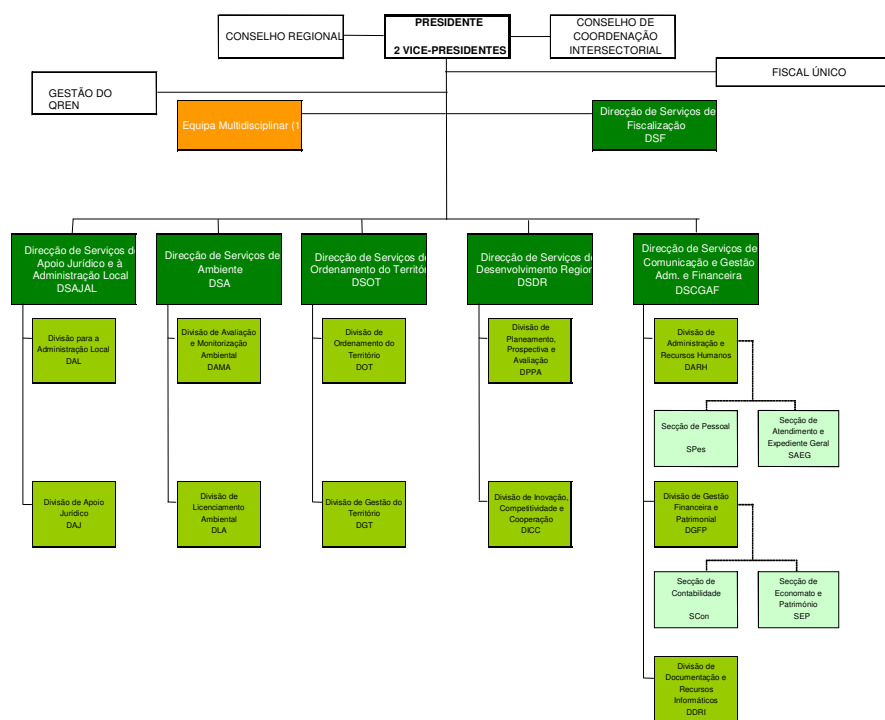 PRESIDENTE
2 VICE-PRESIDENTES
CONSELHO REGIONAL
CONSELHO DE
COORDENAÇÃO
INTERSECTORIAL
FISCAL ÚNICO
GESTÃO DO
QREN
Equipa Multidisciplinar (1
Direcção de Serviços de
Fiscalização
DSF
Direcção de Serviços d
Apoio Jurídico e à
Administração Local
DSAJAL
Direcção de Serviços de
Ambiente
DSA
Direcção de Serviços d
Ordenamento do Territór
DSOT
Direcção de Serviços d
Desenvolvimento Region
DSDR
Direcção de Serviços de
Comunicação e Gestão
Adm. e Financeira
DSCGAF
Divisão para a
Administração Local
DAL
Divisão de Avaliação
e Monitorização
Ambiental
DAMA
Divisão de
Ordenamento do
Território
DOT
Divisão de
Planeamento,
Prospectiva e
Avaliação
DPPA
Divisão de
Administração e
Recursos Humanos
DARH
Secção de Pessoal
SPes
Secção de
Atendimento e
Expediente Geral
SAEG
Divisão de Apoio
Jurídico
DAJ
Divisão de
Licenciamento
Ambiental
DLA
Divisão de Gestão do
Território
DGT
Divisão de Inovação,
Competitividade e
Cooperação
DICC
Divisão de Gestão
Financeira e
Patrimonial
DGFP
Secção de
Contabilidade
SCon
Secção de
Economato e
Património
SEP
Divisão de
Documentação e
Recursos
Informáticos
DDRI